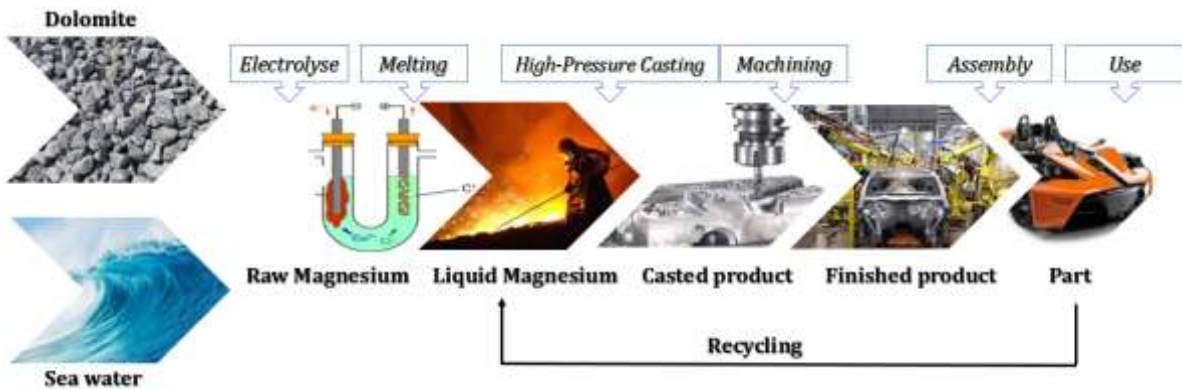 Dolomite
Electrolyse
Melting
High-Pressure Casting
Machining
Assembly
Use
Raw Magnesium
Liquid Magnesium
Casted product
Finished product
Part
Recycling
Sea water